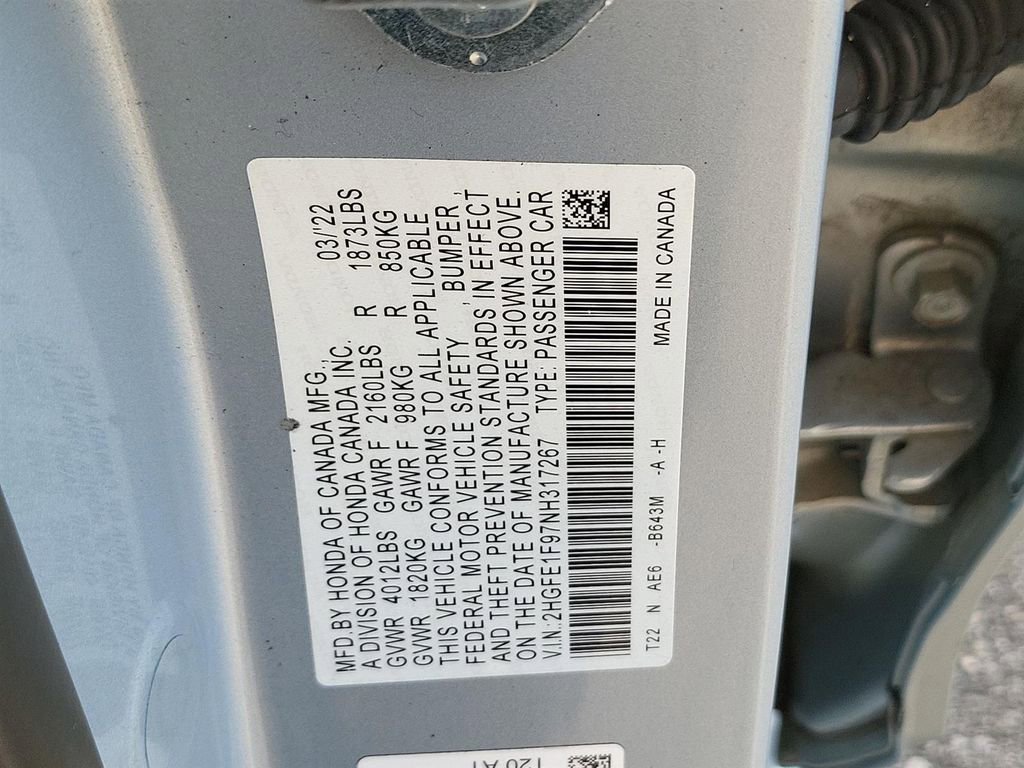 MFD.BY HONDA OF CANADA MFG., 03/'22
A DIVISION OF HONDA CANADA INC.
GVWR 4012LBS GAWR F 2160LBS R 1873LBS
GVWR 1820KG GAWR F 980KG R 850KG
THIS VEHICLE CONFORMS TO ALL APPLICABLE
FEDERAL MOTOR VEHICLE SAFETY , BUMPER ,
AND THEFT PREVENTION STANDARDS IN EFFECT
ON THE DATE OF MANUFACTURE SHOWN ABOVE.
V.I.N.:2HGFE1F97NH317267 TYPE: PASSENGER CAR
T22 N AE6 -B643M -A -H MADE IN CANADA